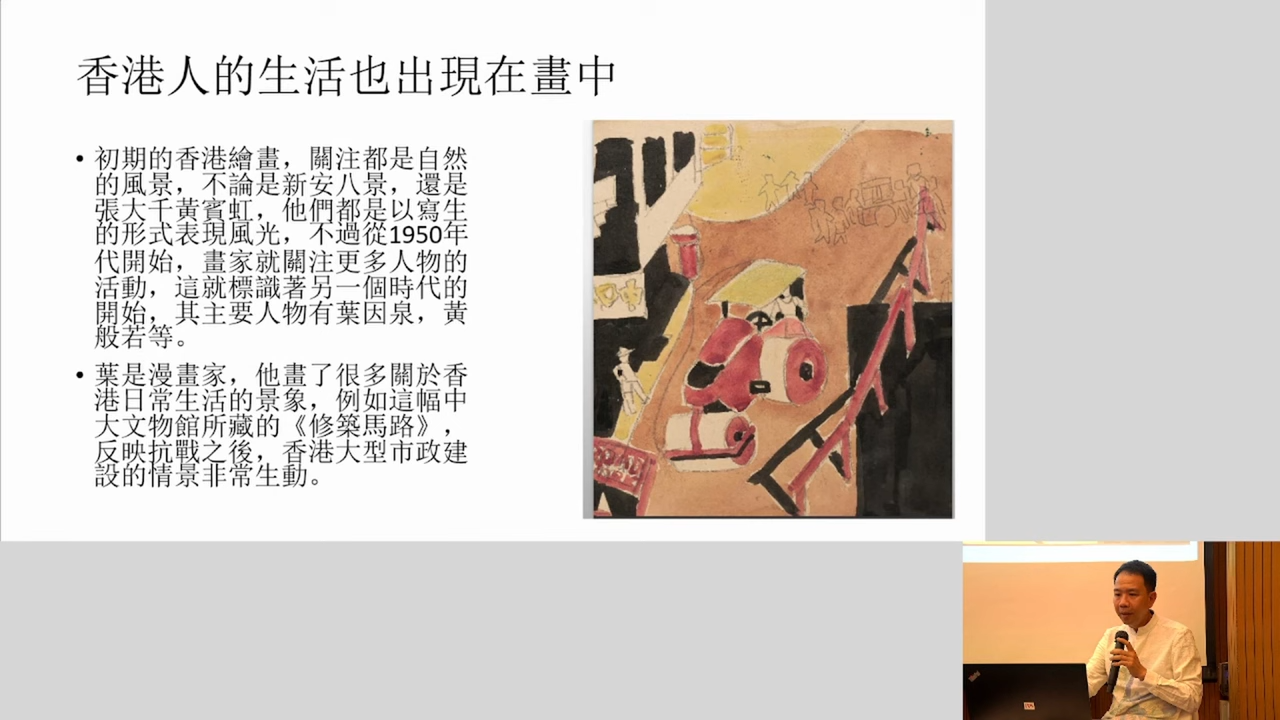 香港人的生活也出現在畫中
• 初期的香港繪畫，關注都是自然
的風景，不論是新安八景，還是
張大千黃賓虹，他們都是以寫生
的形式表現風光，不過從1950年
代開始，畫家就關注更多人物的
活動，這就標識著另一個時代的
開始，其主要人物有葉因泉，黃
般若等。
• 葉是漫畫家，他畫了很多關於香
港日常生活的景象，例如這幅中
大文物館所藏的《修築馬路》，
反映抗戰之後，香港大型市政建
設的情景非常生動。